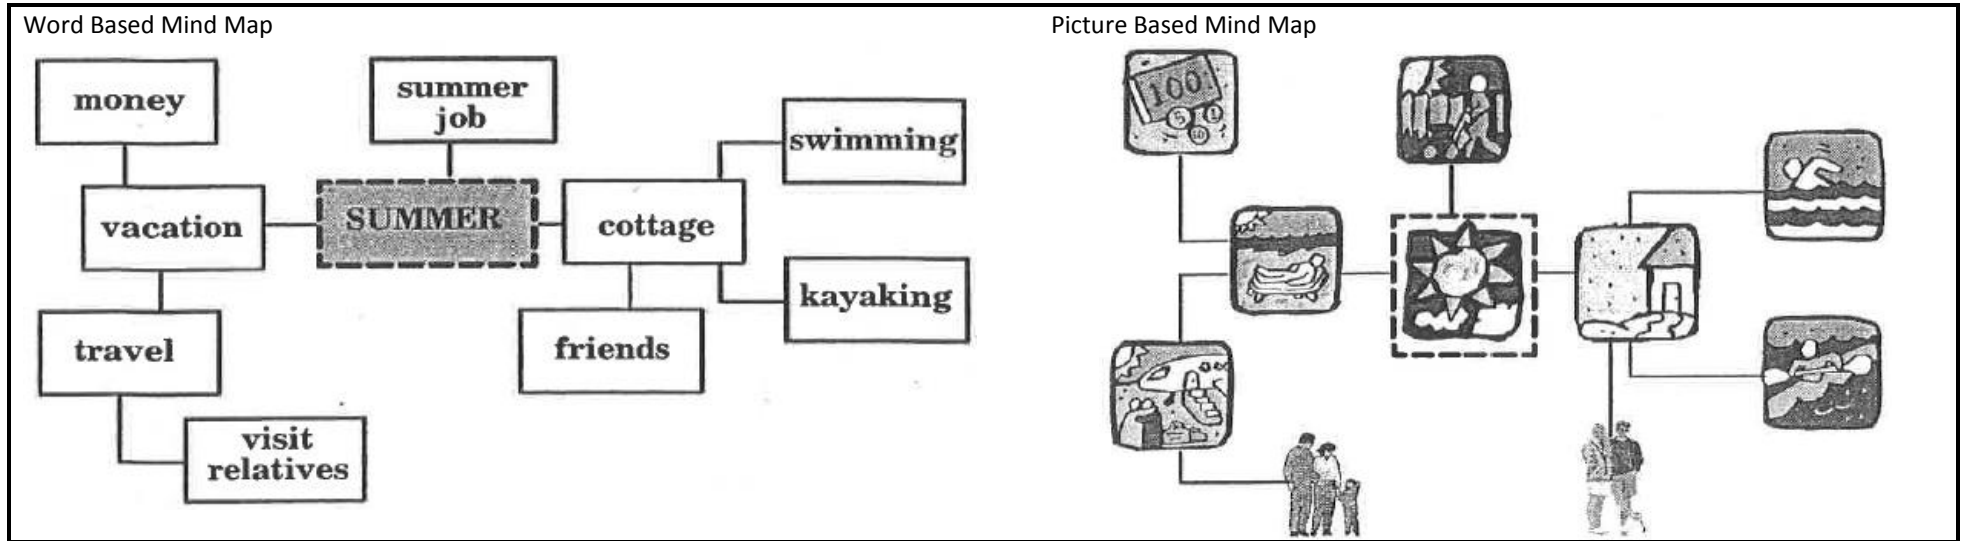 Word Based Mind Map
money
summer
job
swimming
vacation
SUMMER
cottage
kayaking
travel
friends
visit
relatives
Picture Based Mind Map
100
5
1
10